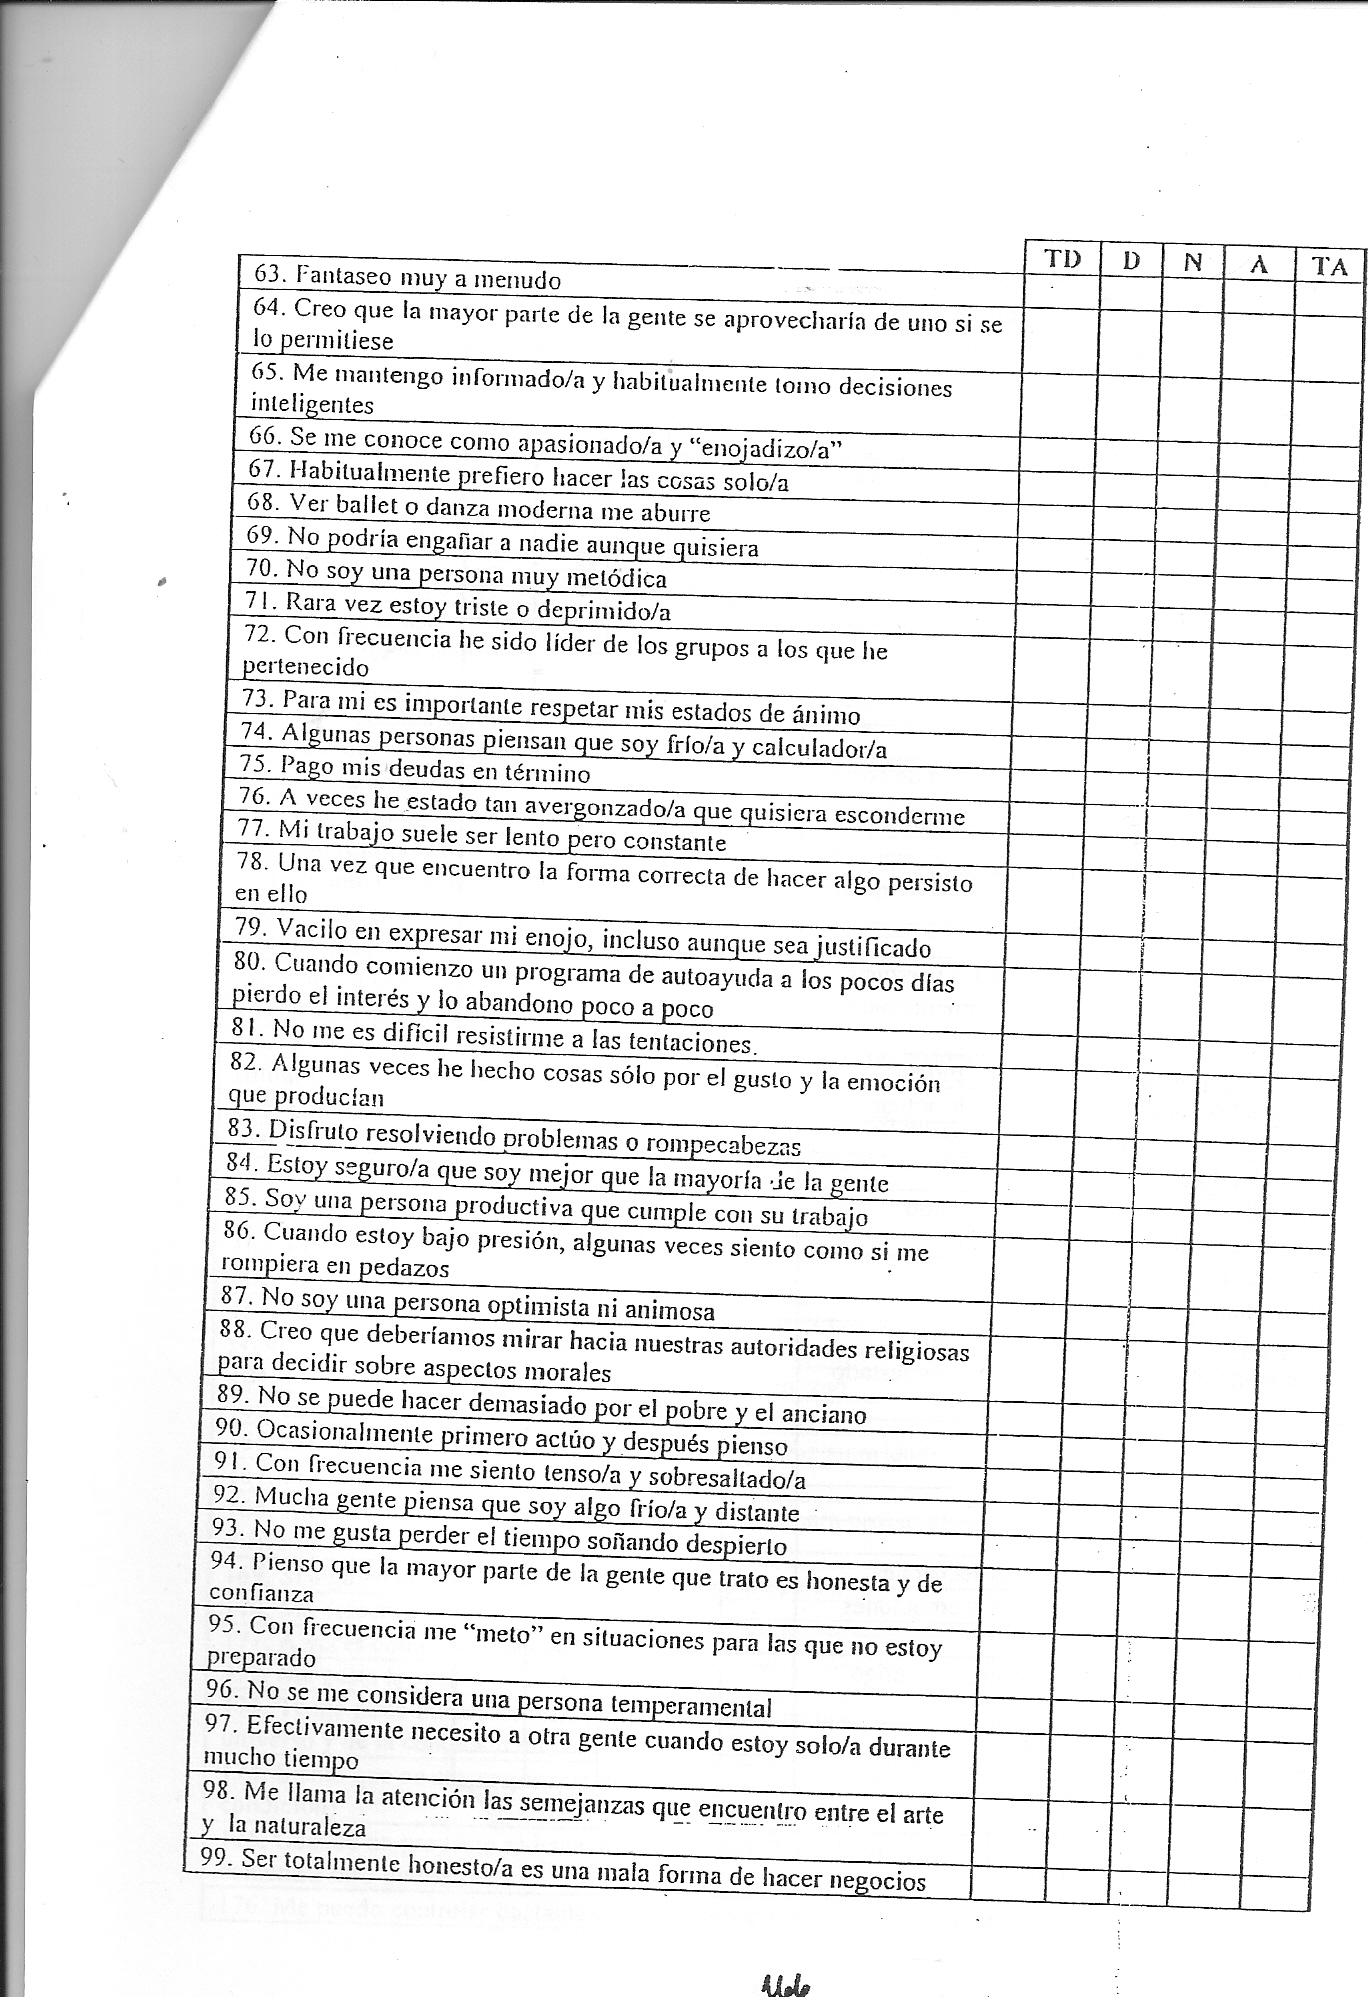 TD D N A TA
63. Fantaseo muy a menudo
64. Creo que la mayor parte de la gente se aprovecharía de uno si se
lo permitiese
65. Me mantengo informado/a y habitualmente tomo decisiones
inteligentes
66. Se me conoce como apasionado/a y “enojadizo/a”
67. Habitualmente prefiero hacer las cosas solo/a
68. Ver ballet o danza moderna me aburre
69. No podría engañar a nadie aunque quisiera
70. No soy una persona muy metódica
71. Rara vez estoy triste o deprimido/a
72. Con frecuencia he sido líder de los grupos a los que he
pertenecido
73. Para mi es importante respetar mis estados de ánimo
74. Algunas personas piensan que soy frío/a y calculador/a
75. Pago mis deudas en término
76. A veces he estado tan avergonzado/a que quisiera esconderme
77. Mi trabajo suele ser lento pero constante
78. Una vez que encuentro la forma correcta de hacer algo persisto
en ello
79. Vacilo en expresar mi enojo, incluso aunque sea justificado
80. Cuando comienzo un programa de autoayuda a los pocos días
pierdo el interés y lo abandono poco a poco
81. No me es difícil resistirme a las tentaciones.
82. Algunas veces he hecho cosas sólo por el gusto y la emoción
que producían
83. Disfruto resolviendo problemas o rompecabezas
84. Estoy seguro/a que soy mejor que la mayoría de la gente
85. Soy una persona productiva que cumple con su trabajo
86. Cuando estoy bajo presión, algunas veces siento como si me
rompiera en pedazos
87. No soy una persona optimista ni animosa
88. Creo que deberíamos mirar hacia nuestras autoridades religiosas
para decidir sobre aspectos morales
89. No se puede hacer demasiado por el pobre y el anciano
90. Ocasionalmente primero actúo y después pienso
91. Con frecuencia me siento tenso/a y sobresaltado/a
92. Mucha gente piensa que soy algo frío/a y distante
93. No me gusta perder el tiempo soñando despierto
94. Pienso que la mayor parte de la gente que trato es honesta y de
confianza
95. Con frecuencia me “meto” en situaciones para las que no estoy
preparado
96. No se me considera una persona temperamental
97. Efectivamente necesito a otra gente cuando estoy solo/a durante
mucho tiempo
98. Me llama la atención las semejanzas que encuentro entre el arte
y la naturaleza
99. Ser totalmente honesto/a es una mala forma de hacer negocios